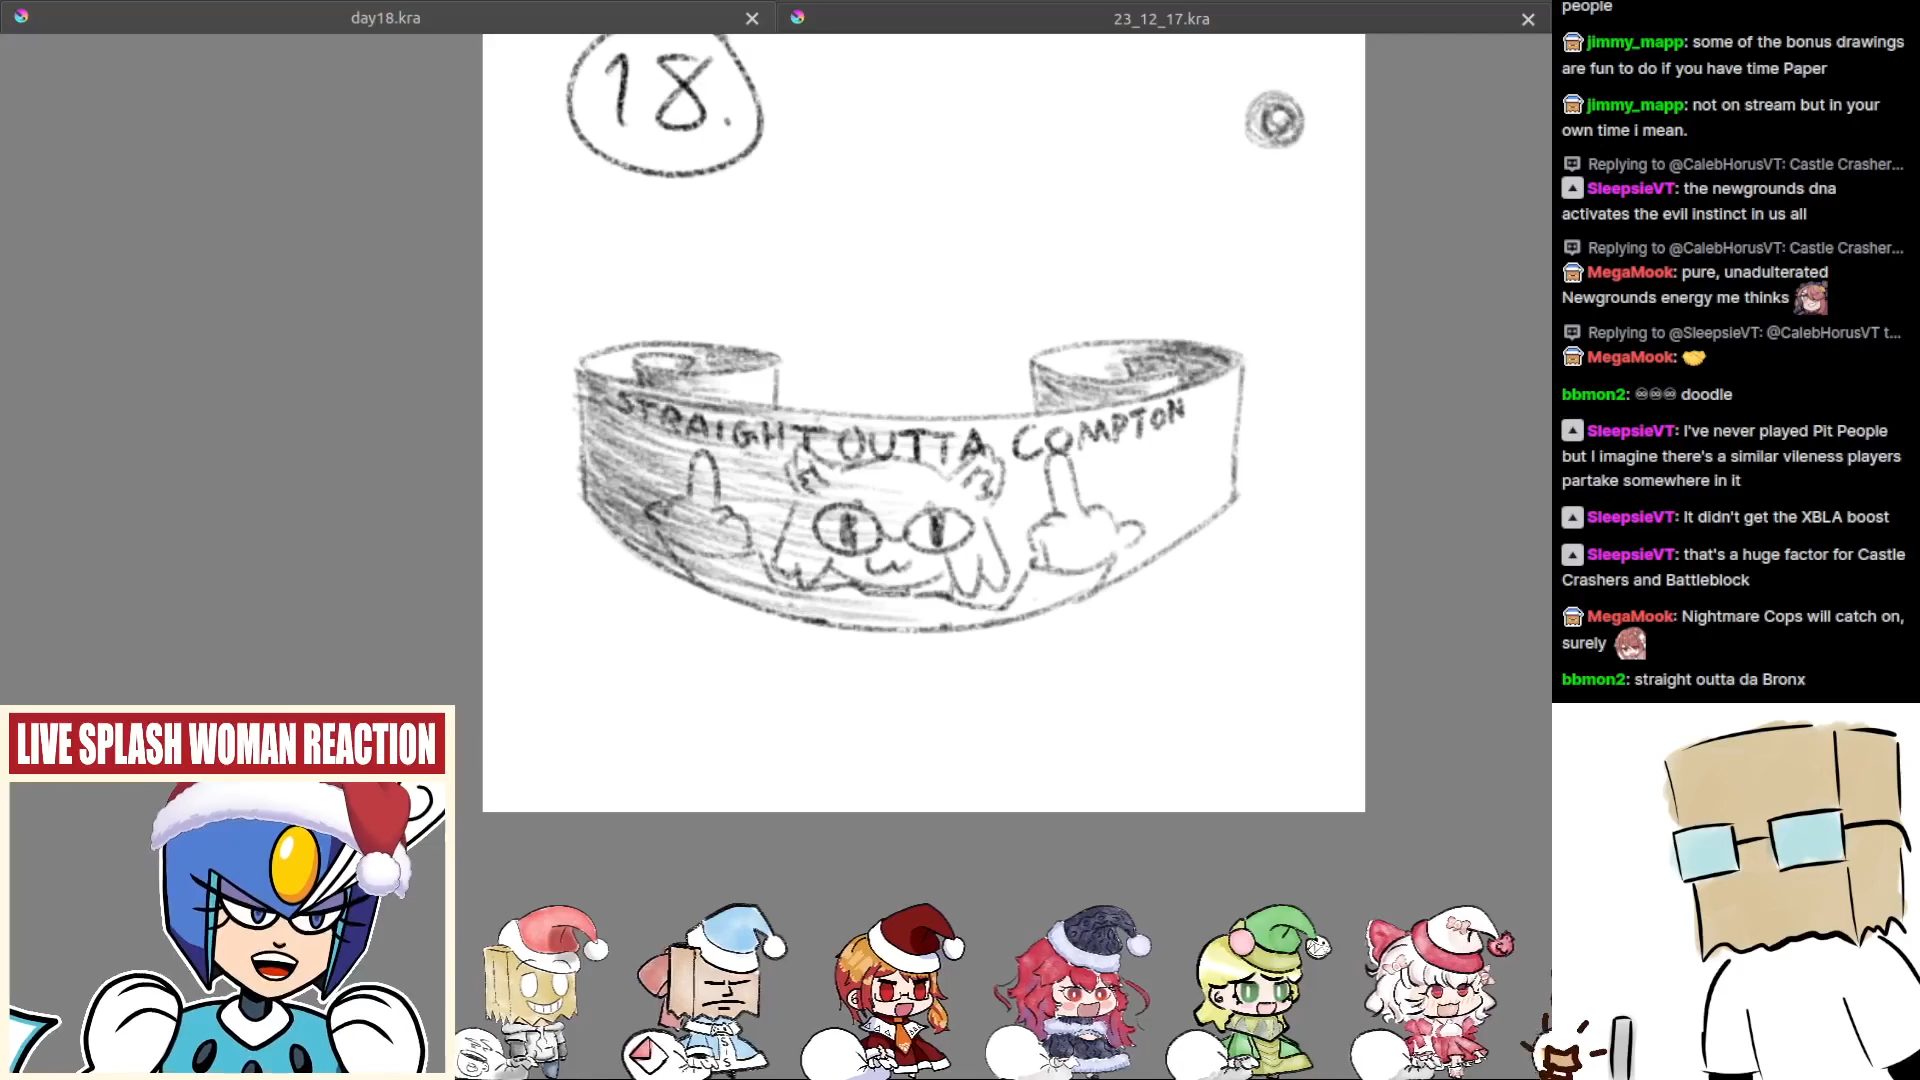 day18.kra
23_12_17.kra
18.
STRAIGHT OUTTA COMPTON
people
jimmy_mapp: some of the bonus drawings
are fun to do if you have time Paper
jimmy_mapp: not on stream but in your
own time i mean.
Replying to @CalebHorusVT: Castle Crasher...
SleepsieVT: the newgrounds dna
activates the evil instinct in us all
Replying to @CalebHorusVT: Castle Crasher...
MegaMook: pure, unadulterated
Newgrounds energy me thinks
Replying to @SleepsieVT: @CalebHorusVT t...
MegaMook: 🤝
bbmon2: ♾♾♾ doodle
SleepsieVT: I've never played Pit People
but I imagine there's a similar vileness players
partake somewhere in it
SleepsieVT: It didn't get the XBLA boost
SleepsieVT: that's a huge factor for Castle
Crashers and Battleblock
MegaMook: Nightmare Cops will catch on,
surely
bbmon2: straight outta da Bronx
LIVE SPLASH WOMAN REACTION